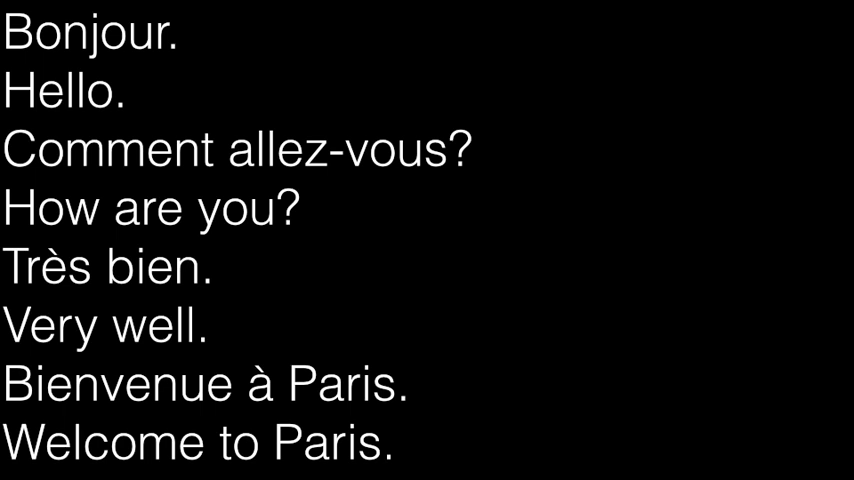 Bonjour.
Hello.
Comment allez-vous?
How are you?
Très bien.
Very well.
Bienvenue à Paris.
Welcome to Paris.